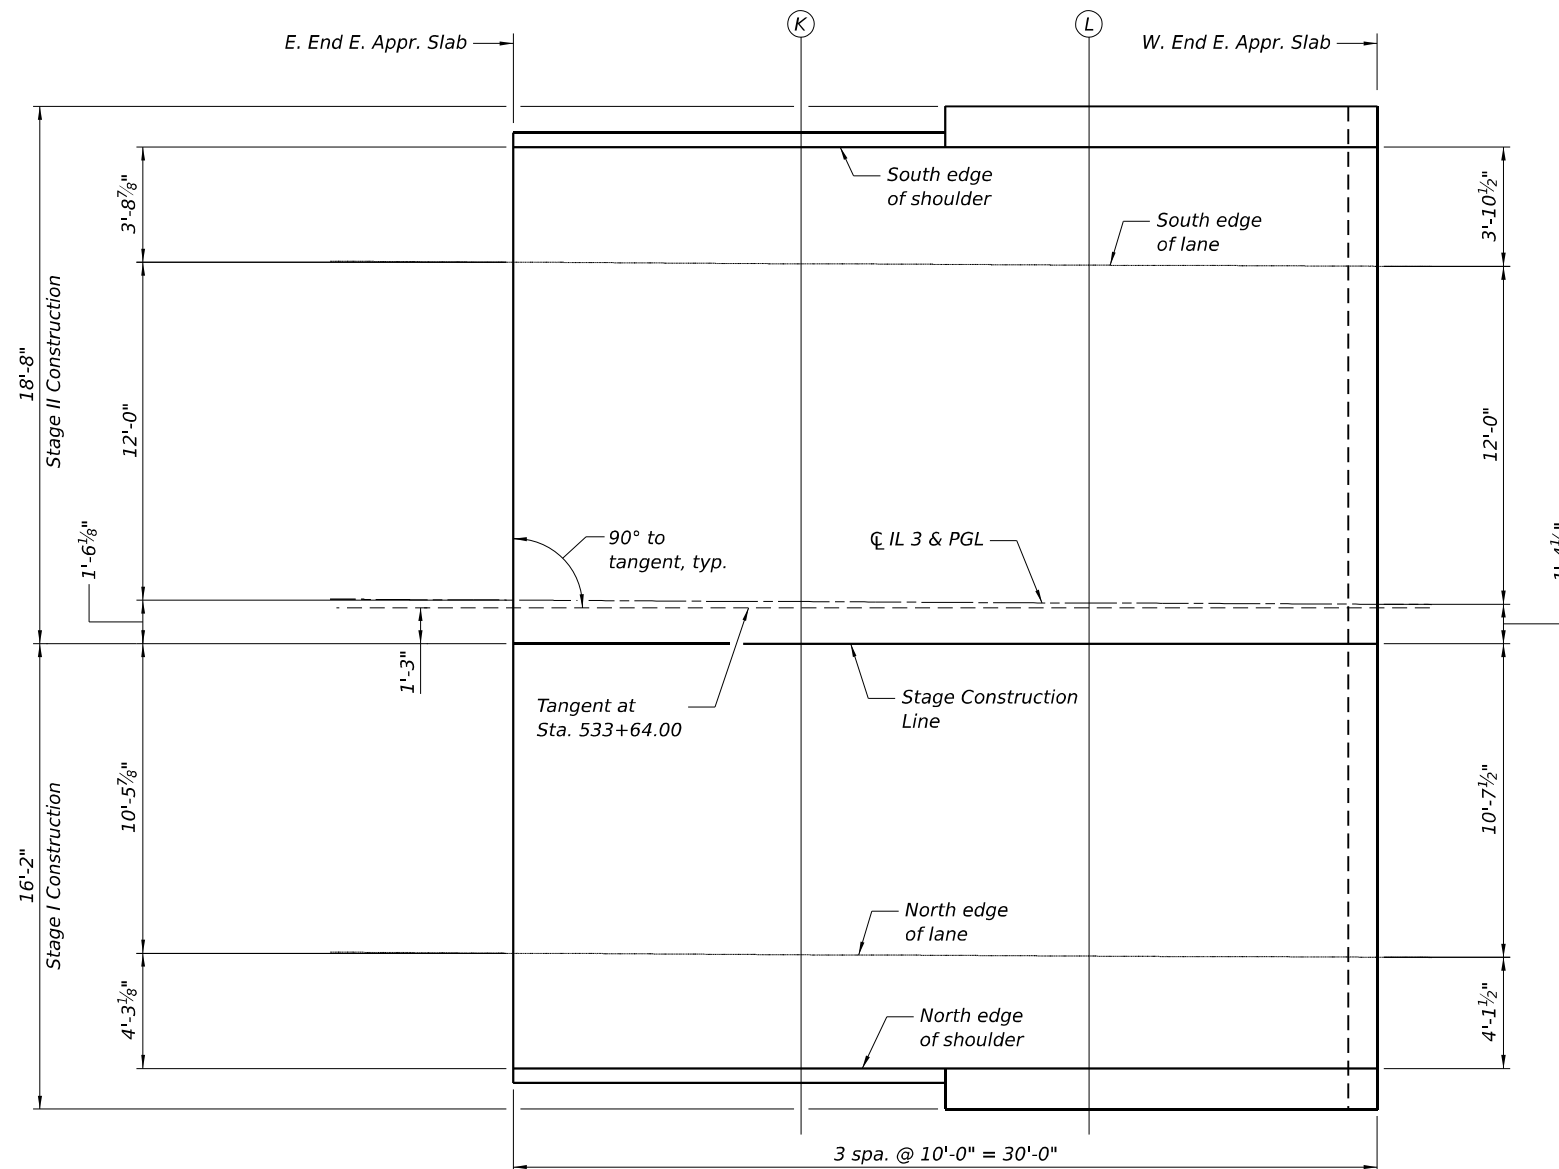 K
L
E. End E. Appr. Slab
W. End E. Appr. Slab
3'-8⅞"
South edge
of shoulder
3'-10½"
South edge
of lane
18'-8"
Stage II Construction
12'-0"
12'-0"
1'-6⅛"
90° to
tangent, typ.
℄ IL 3 & PGL
1'-3"
Tangent at
Sta. 533+64.00
Stage Construction
Line
16'-2"
Stage I Construction
10'-5⅞"
10'-7½"
North edge
of lane
4'-3⅛"
North edge
of shoulder
4'-1½"
3 spa. @ 10'-0" = 30'-0"